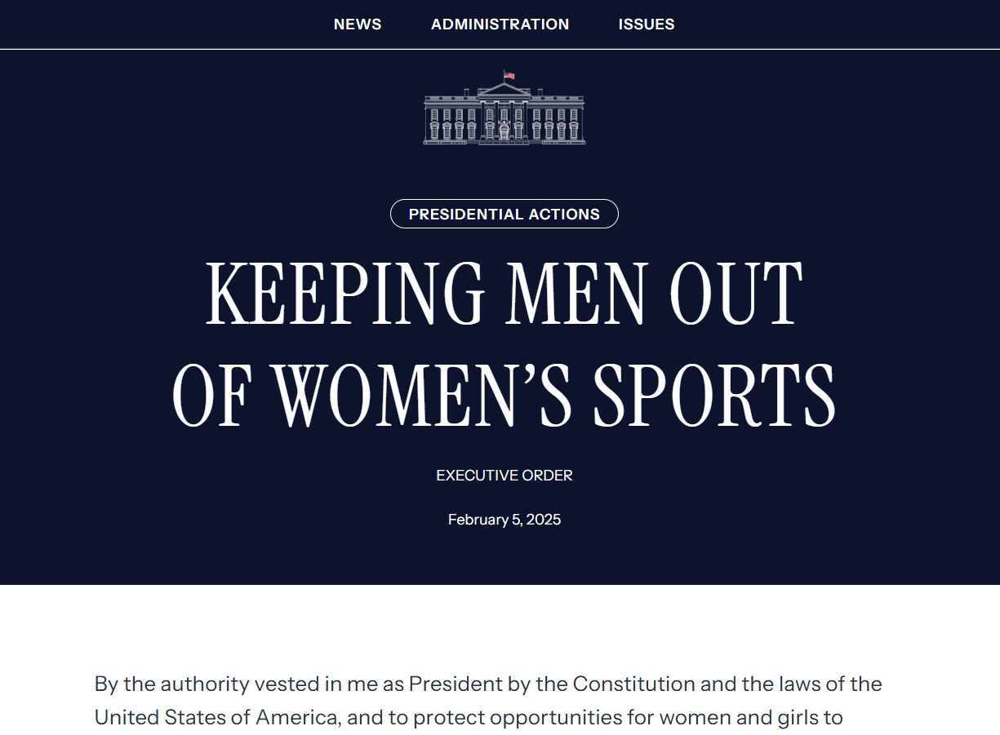 NEWS ADMINISTRATION ISSUES
PRESIDENTIAL ACTIONS
KEEPING MEN OUT
OF WOMEN’S SPORTS
EXECUTIVE ORDER
February 5, 2025
By the authority vested in me as President by the Constitution and the laws of the
United States of America, and to protect opportunities for women and girls to